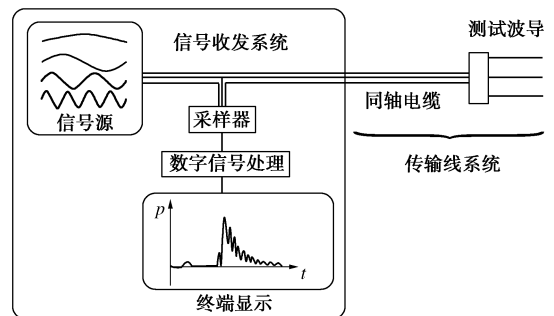 测试波导
信号收发系统
信号源
同轴电缆
采样器
传输线系统
数字信号处理
p
t
终端显示